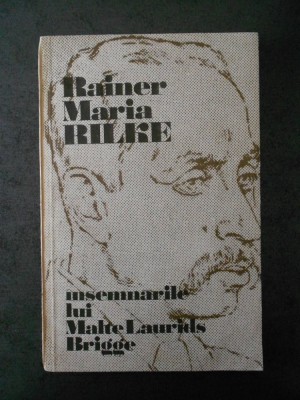 Rainer
Maria
RILKE
însemnările
lui
Malte Laurids
Brigge